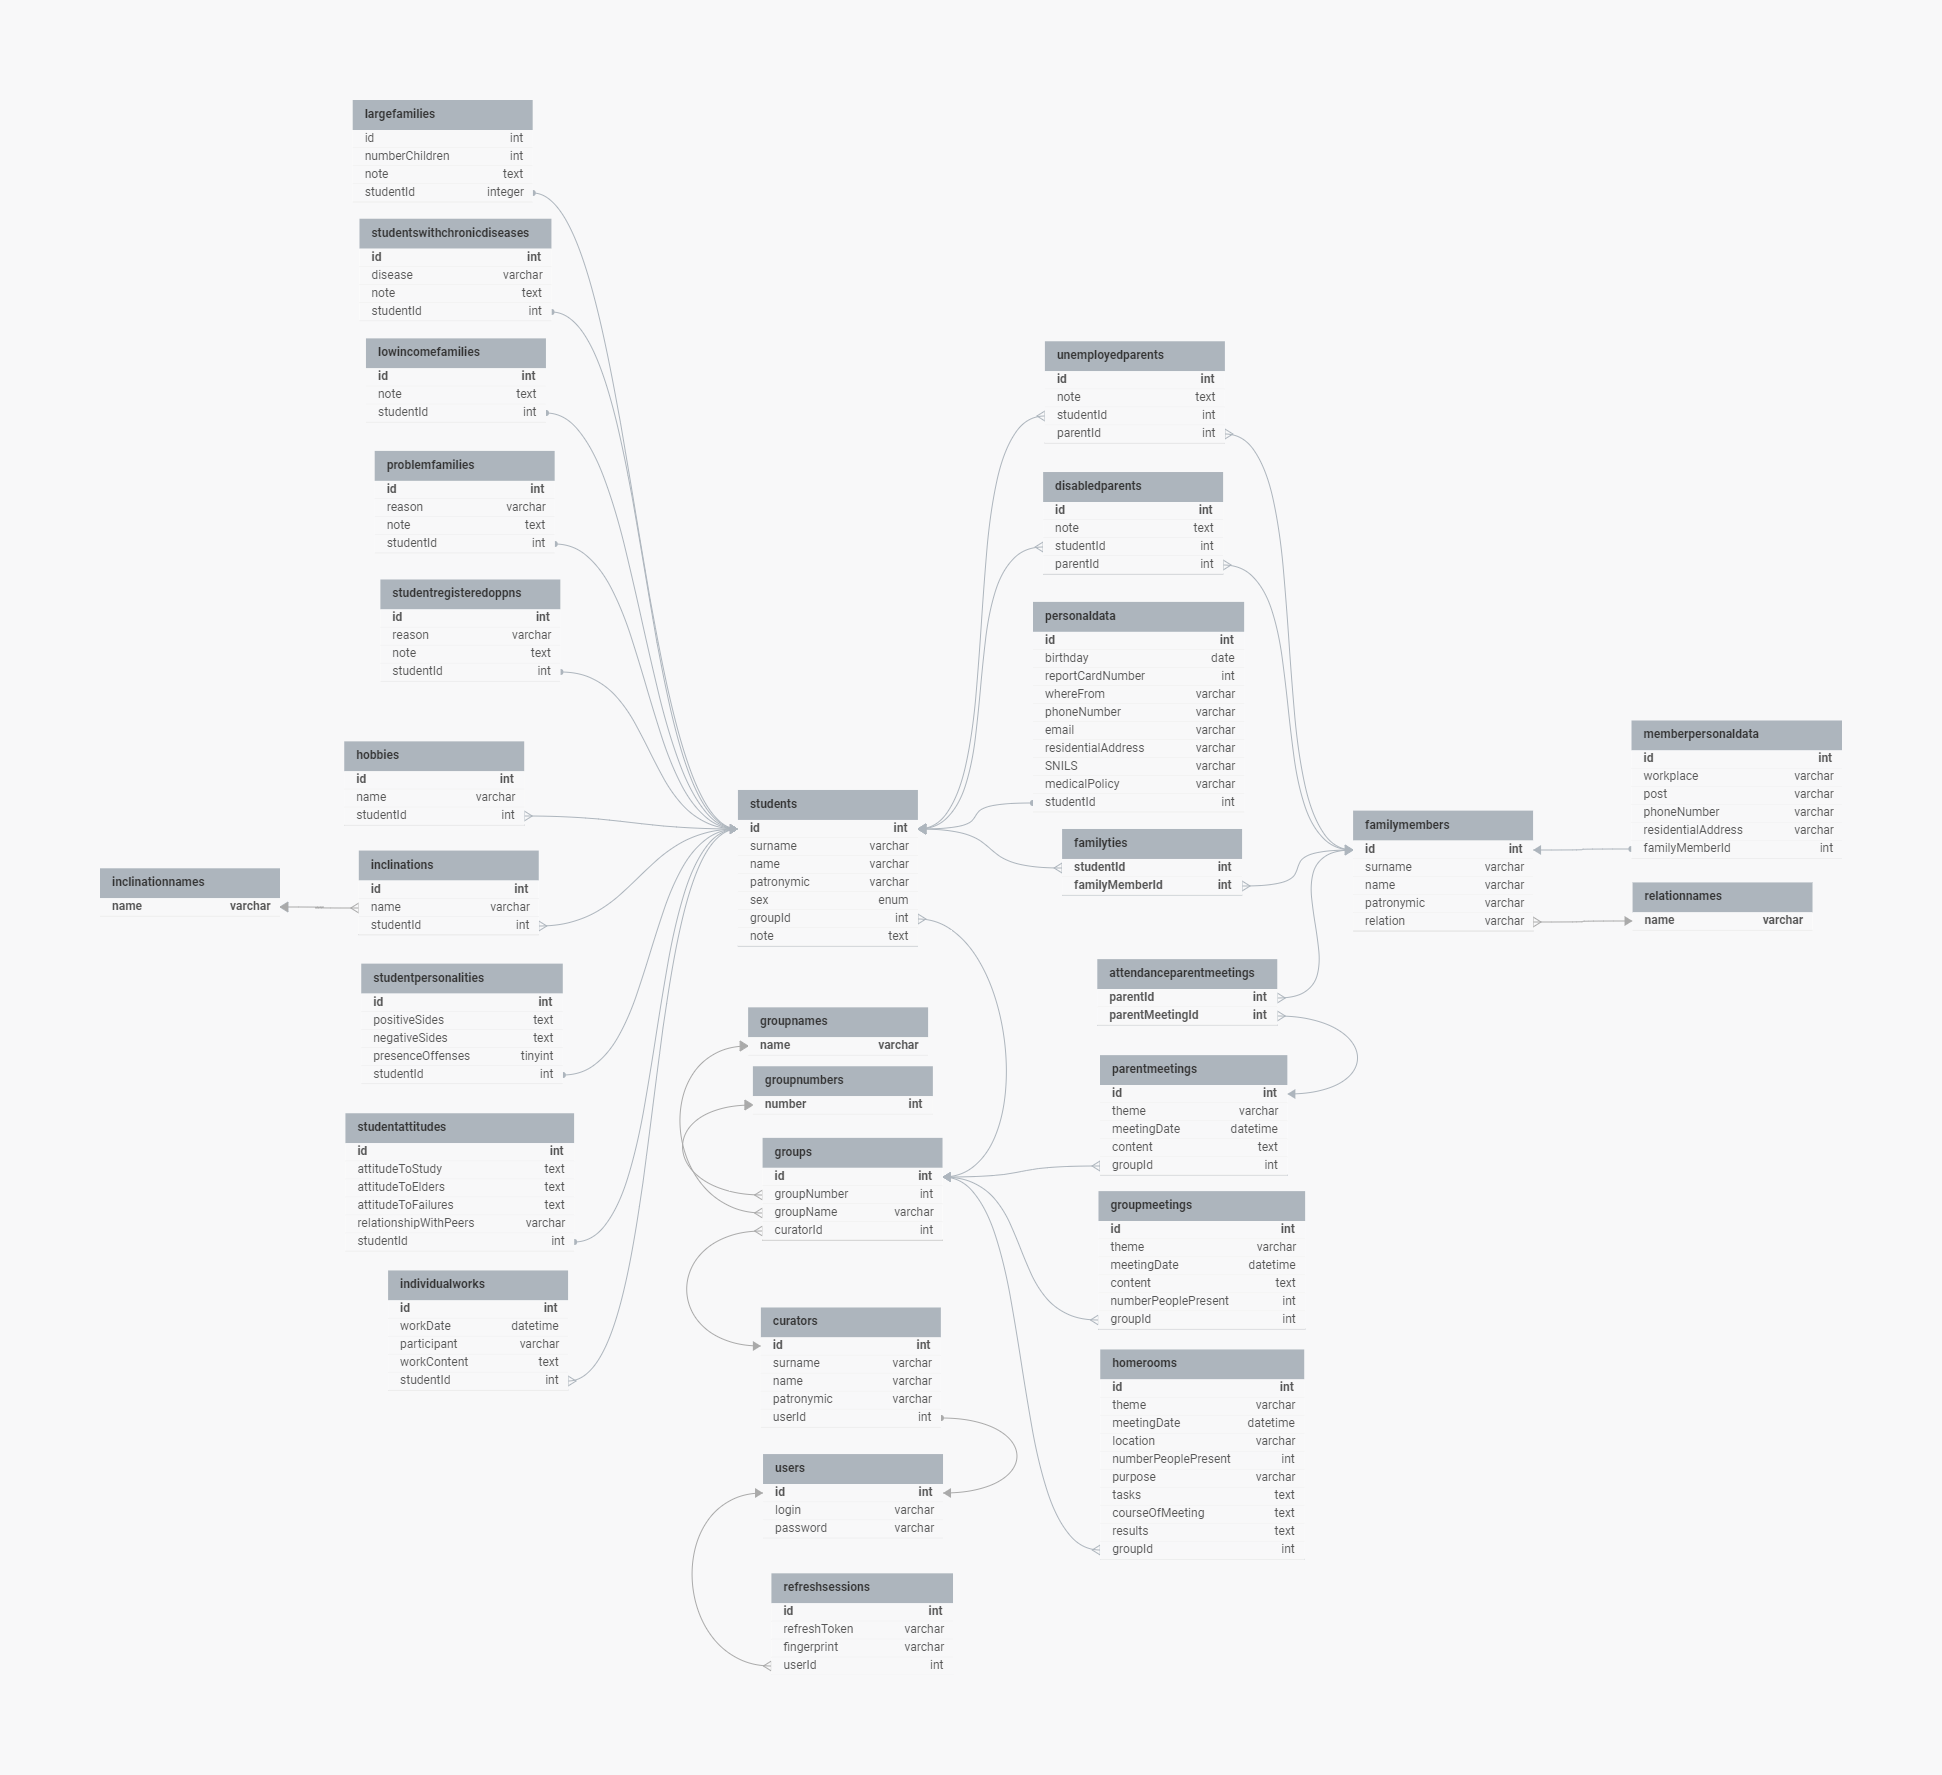 largefamilies
id int
numberChildren int
note text
studentId integer
studentswithchronicdiseases
id int
disease varchar
note text
studentId int
lowincomefamilies
id int
note text
studentId int
problemfamilies
id int
reason varchar
note text
studentId int
studentregisteredoppns
id int
reason varchar
note text
studentId int
hobbies
id int
name varchar
studentId int
inclinationnames
name varchar
inclinations
id int
name varchar
studentId int
studentpersonalities
id int
positiveSides text
negativeSides text
presenceOffenses tinyint
studentId int
studentattitudes
id int
attitudeToStudy text
attitudeToElders text
attitudeToFailures text
relationshipWithPeers varchar
studentId int
individualworks
id int
workDate datetime
participant varchar
workContent text
studentId int
students
id int
surname varchar
name varchar
patronymic varchar
sex enum
groupId int
note text
groupnames
name varchar
groupnumbers
number int
groups
id int
groupNumber int
groupName varchar
curatorId int
curators
id int
surname varchar
name varchar
patronymic varchar
userId int
users
id int
login varchar
password varchar
refreshsessions
id int
refreshToken varchar
fingerprint varchar
userId int
unemployedparents
id int
note text
studentId int
parentId int
disabledparents
id int
note text
studentId int
parentId int
personaldata
id int
birthday date
reportCardNumber int
whereFrom varchar
phoneNumber varchar
email varchar
residentialAddress varchar
SNILS varchar
medicalPolicy varchar
studentId int
familyties
studentId int
familyMemberId int
attendanceparentmeetings
parentId int
parentMeetingId int
parentmeetings
id int
theme varchar
meetingDate datetime
content text
groupId int
groupmeetings
id int
theme varchar
meetingDate datetime
content text
numberPeoplePresent int
groupId int
homerooms
id int
theme varchar
meetingDate datetime
location varchar
numberPeoplePresent int
purpose varchar
tasks text
courseOfMeeting text
results text
groupId int
familymembers
id int
surname varchar
name varchar
patronymic varchar
relation varchar
memberpersonaldata
id int
workplace varchar
post varchar
phoneNumber varchar
residentialAddress varchar
familyMemberId int
relationnames
name varchar